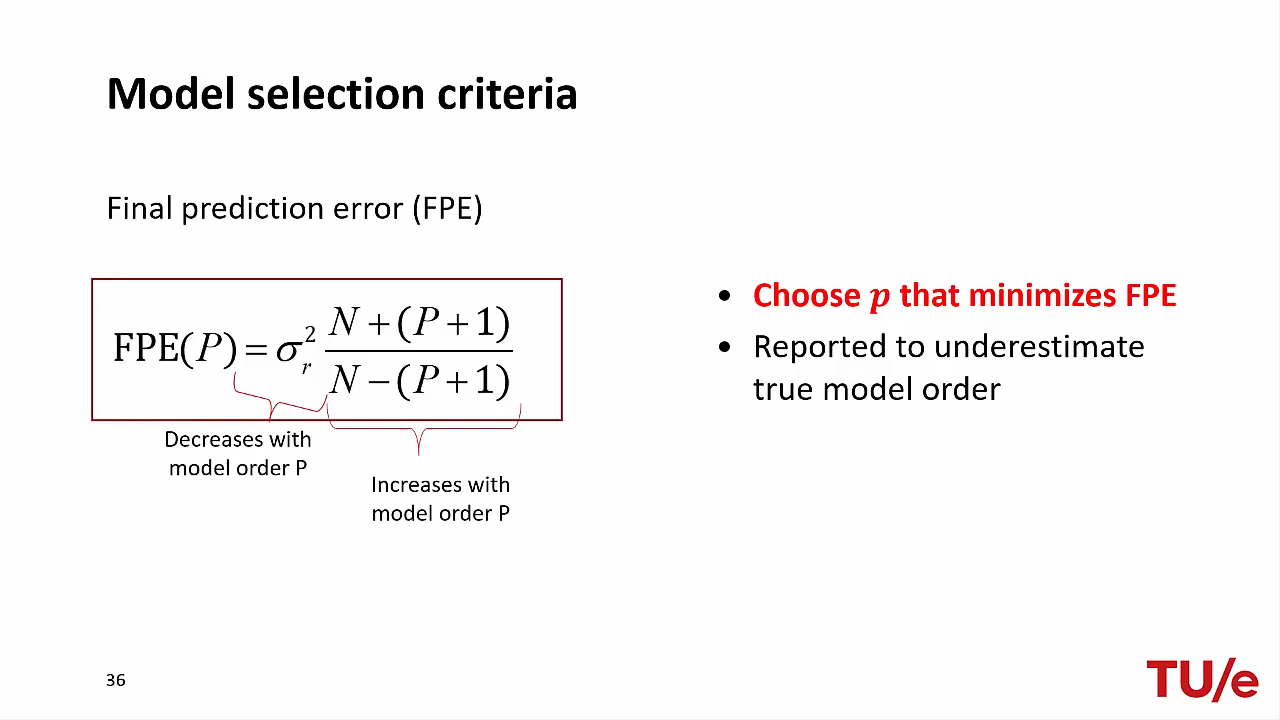 Model selection criteria
Final prediction error (FPE)
FPE(P) = σ_r^2 \frac{N + (P + 1)}{N − (P + 1)}
Decreases with
model order P
Increases with
model order P
• Choose p that minimizes FPE
• Reported to underestimate
true model order
36
TU/e